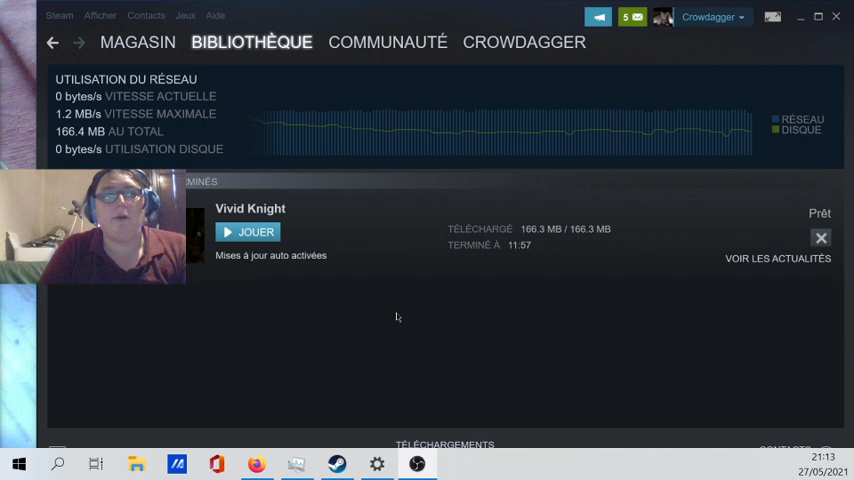 Steam Afficher Contacts Jeux Aide
5
Crowdagger
MAGASIN BIBLIOTHÈQUE COMMUNAUTÉ CROWDAGGER
UTILISATION DU RÉSEAU
0 bytes/s VITESSE ACTUELLE
1.2 MB/s VITESSE MAXIMALE
166.4 MB AU TOTAL
0 bytes/s UTILISATION DISQUE
RÉSEAU
DISQUE
RMINÉS
Vivid Knight
JOUER
Mises à jour auto activées
TÉLÉCHARGÉ 166.3 MB / 166.3 MB
TERMINÉ À 11:57
Prêt
VOIR LES ACTUALITÉS
TÉLÉCHARGEMENTS
21:13
27/05/2021